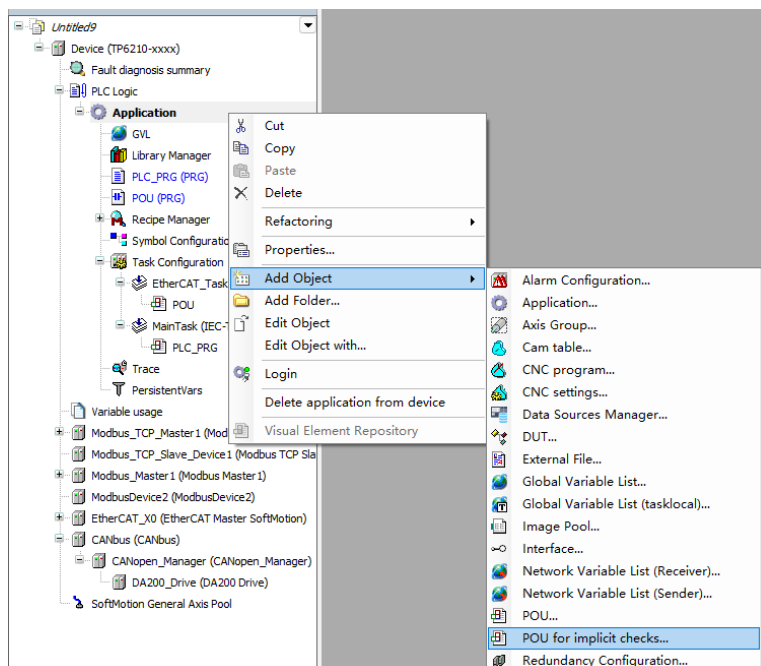 Untitled9
Device (TP6210-xxxx)
Fault diagnosis summary
PLC Logic
Application
GVL
Library Manager
PLC_PRG (PRG)
POU (PRG)
Recipe Manager
Symbol Configuratio
Task Configuration
EtherCAT_Task
POU
MainTask (IEC-T
PLC_PRG
Trace
PersistentVars
Variable usage
Modbus_TCP_Master1 (Mod
Modbus_TCP_Slave_Device1 (Modbus TCP Sla
Modbus_Master1 (Modbus Master1)
ModbusDevice2 (ModbusDevice2)
EtherCAT_X0 (EtherCAT Master SoftMotion)
CANbus (CANbus)
CANopen_Manager (CANopen_Manager)
DA200_Drive (DA200 Drive)
SoftMotion General Axis Pool
Cut
Copy
Paste
Delete
Refactoring
Properties...
Add Object
Add Folder...
Edit Object
Edit Object with...
Login
Delete application from device
Visual Element Repository
Alarm Configuration...
Application...
Axis Group...
Cam table...
CNC program...
CNC settings...
Data Sources Manager...
DUT...
External File...
Global Variable List...
Global Variable List (tasklocal)...
Image Pool...
Interface...
Network Variable List (Receiver)...
Network Variable List (Sender)...
POU...
POU for implicit checks...
Redundancy Configuration...